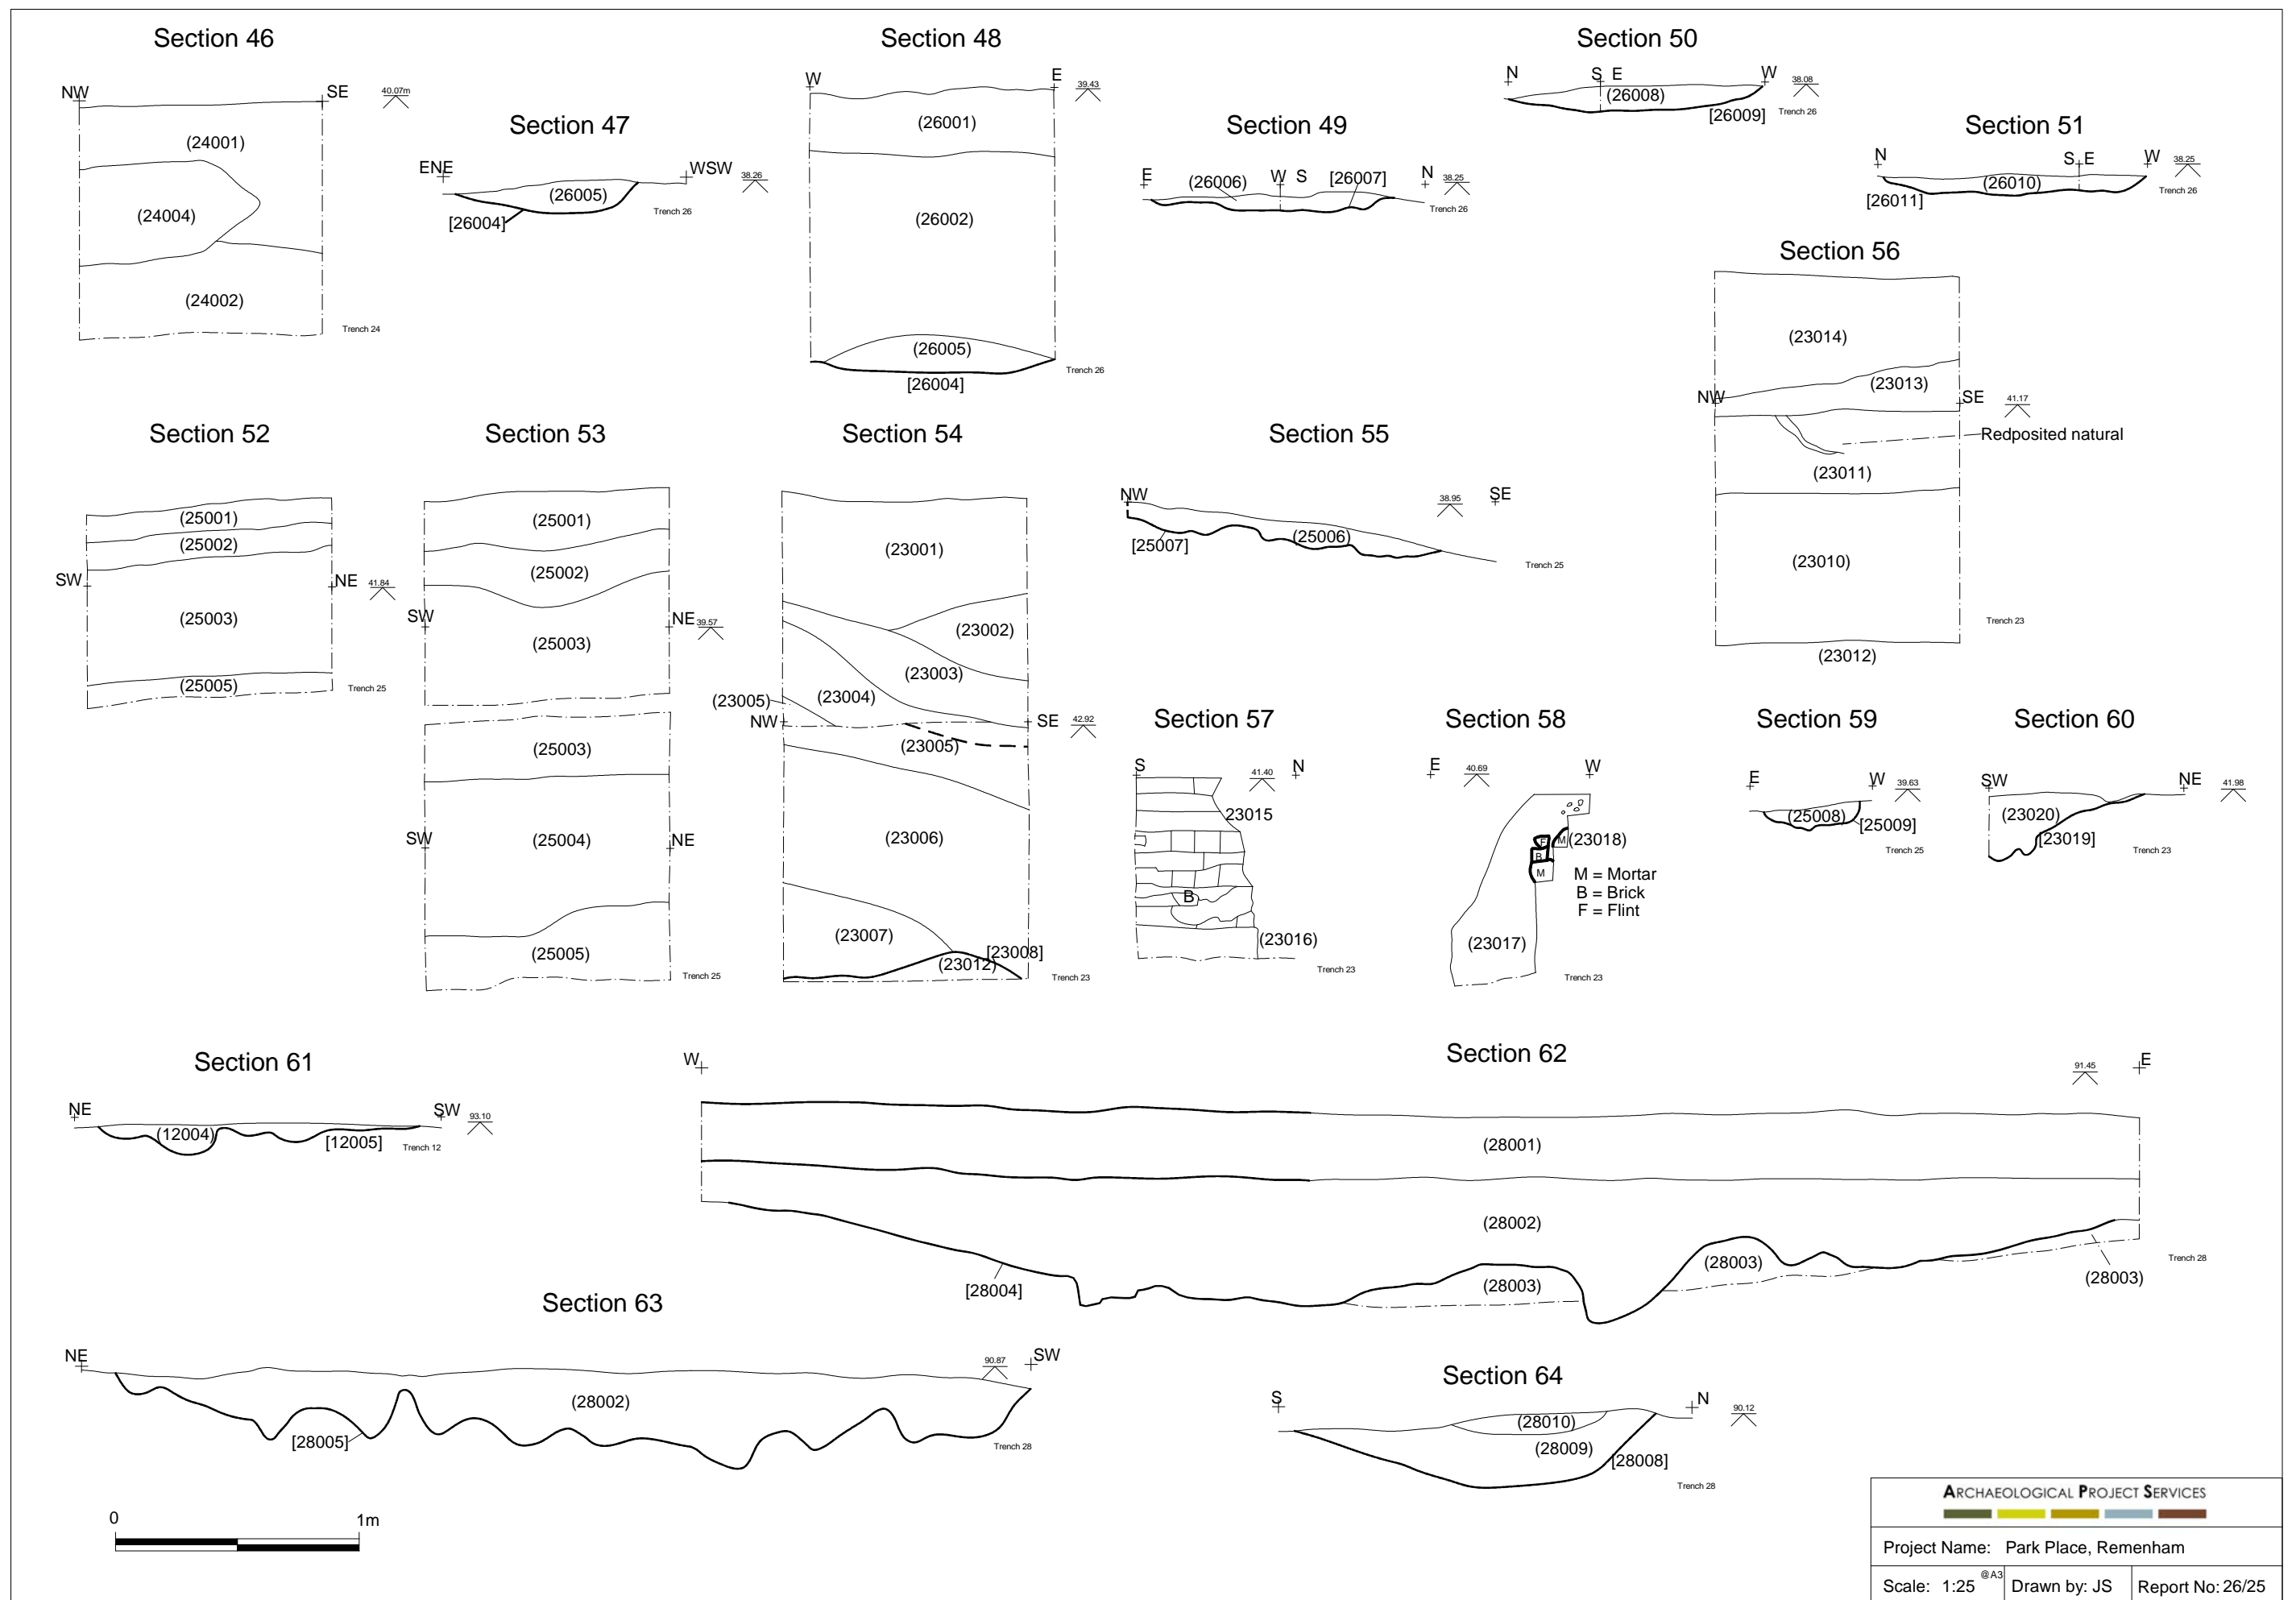 Section 46
NW
SE
40.07m
(24001)
(24004)
(24002)
Trench 24
Section 47
ENE
WSW
38.26
(26005)
[26004]
Trench 26
Section 48
W
E
39.43
(26001)
(26002)
(26005)
[26004]
Trench 26
Section 49
E
(26006)
W S
[26007]
N
38.25
Trench 26
Section 50
N
S E
W
38.08
(26008)
[26009]
Trench 26
Section 51
N
S E
W
38.25
(26010)
[26011]
Trench 26
Section 52
(25001)
(25002)
SW
NE
41.84
(25003)
(25005)
Trench 25
Section 53
(25001)
(25002)
SW
NE
39.57
(25003)
(25003)
SW
(25004)
NE
(25005)
Trench 25
Section 54
(23001)
(23002)
(23003)
(23004)
(23005)
NW
SE
42.92
(23005)
(23006)
(23007)
[23008]
(23012)
Trench 23
Section 55
NW
SE
38.95
(25006)
[25007]
Trench 25
Section 56
(23014)
(23013)
NW
SE
41.17
Redposited natural
(23011)
(23010)
Trench 23
(23012)
Section 57
S
N
41.40
23015
B
(23016)
Trench 23
Section 58
E
W
40.69
F
M
(23018)
B
M
M = Mortar
B = Brick
F = Flint
(23017)
Trench 23
Section 59
E
W
39.63
(25008)
[25009]
Trench 25
Section 60
SW
NE
41.98
(23020)
[23019]
Trench 23
Section 61
NE
SW
93.10
(12004)
[12005]
Trench 12
Section 62
W
E
91.45
(28001)
(28002)
(28003)
(28003)
(28003)
[28004]
Trench 28
Section 63
NE
SW
90.87
(28002)
[28005]
Trench 28
Section 64
S
N
90.12
(28010)
(28009)
[28008]
Trench 28
0
1m
ARCHAEOLOGICAL PROJECT SERVICES
Project Name: Park Place, Remenham
Scale: 1:25 @A3
Drawn by: JS
Report No: 26/25